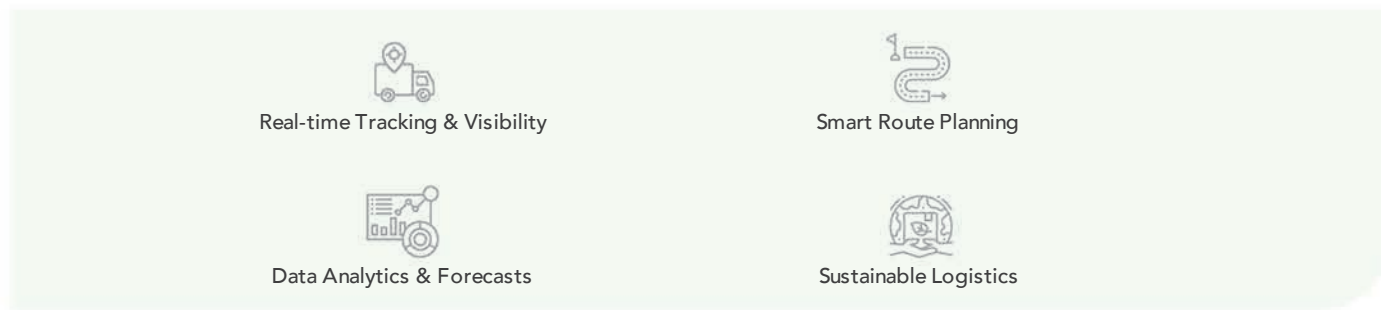 Real-time Tracking & Visibility
Smart Route Planning
Data Analytics & Forecasts
Sustainable Logistics